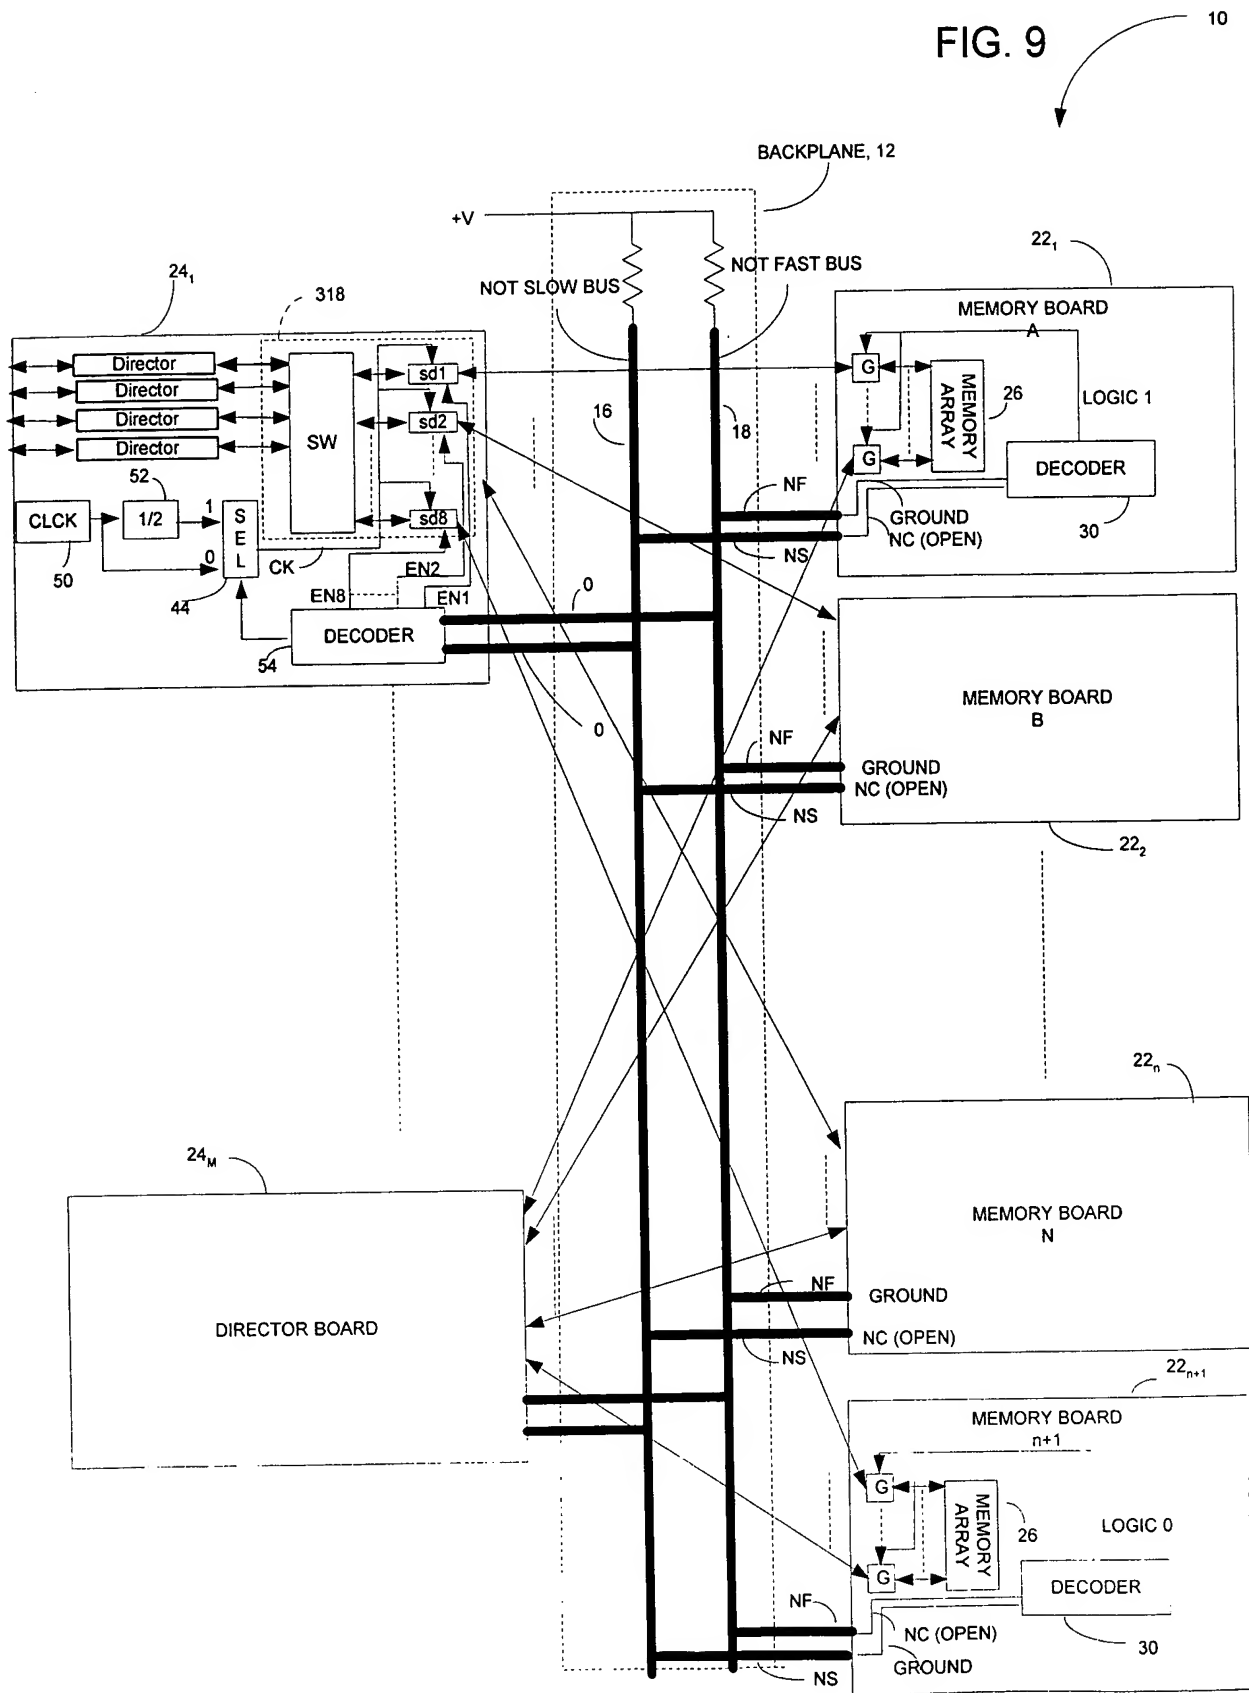 FIG. 9
10
BACKPLANE, 12
+V
NOT SLOW BUS
NOT FAST BUS
16
18
24₁
318
Director
Director
Director
Director
SW
sd1
sd2
sd8
52
CLCK
1/2
1
0
S
E
L
50
44
CK
EN8
EN2
EN1
DECODER
54
0
0
22₁
MEMORY BOARD
A
G
G
MEMORY
ARRAY
26
LOGIC 1
DECODER
30
NF
GROUND
NC (OPEN)
NS
MEMORY BOARD
B
NF
GROUND
NC (OPEN)
NS
22₂
22ₙ
MEMORY BOARD
N
NF
GROUND
NC (OPEN)
NS
24M
DIRECTOR BOARD
22ₙ₊₁
MEMORY BOARD
n+1
G
G
MEMORY
ARRAY
26
LOGIC 0
DECODER
30
NF
NC (OPEN)
GROUND
NS